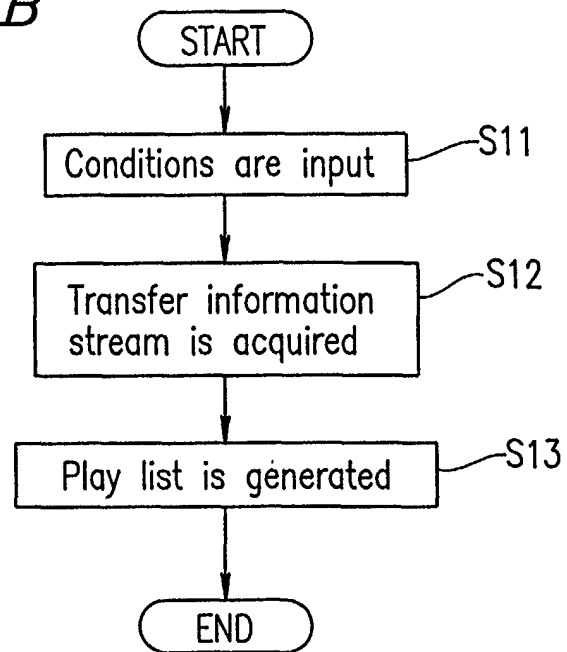 B
START
Conditions are input
S11
Transfer information
stream is acquired
S12
Play list is generated
S13
END